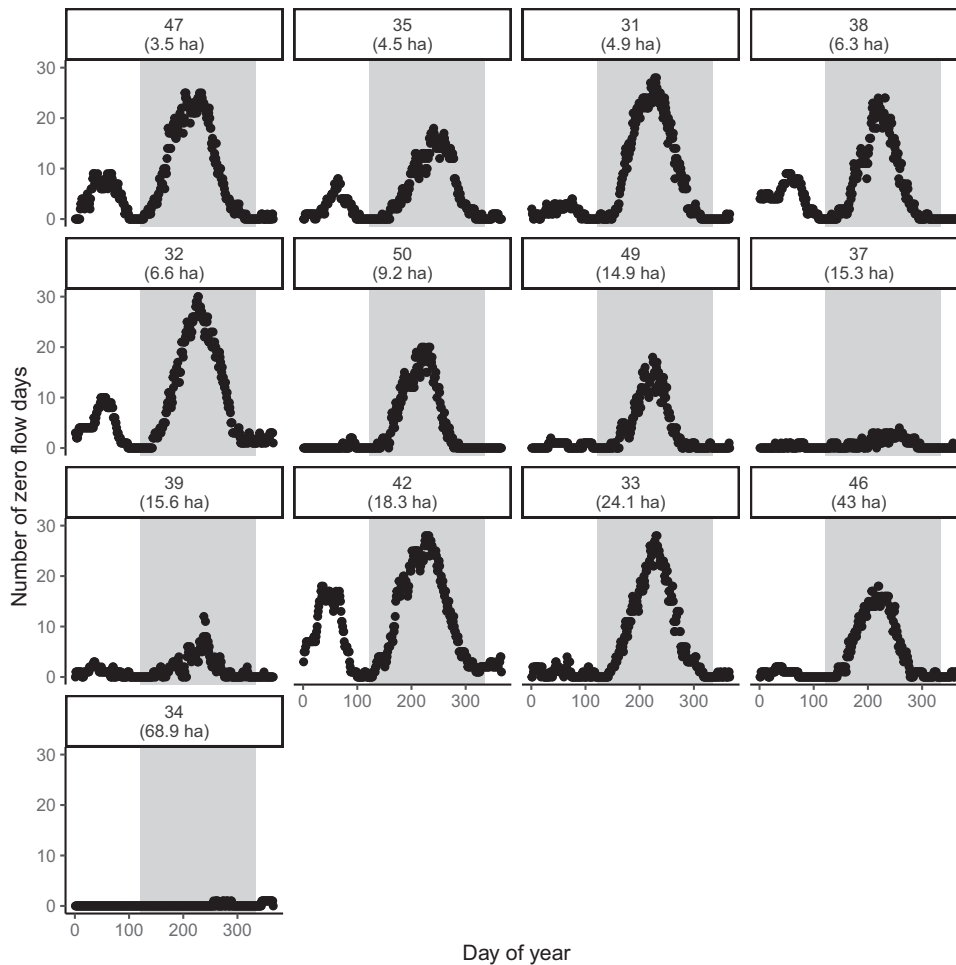 47
(3.5 ha)
35
(4.5 ha)
31
(4.9 ha)
38
(6.3 ha)
30
20
10
0
32
(6.6 ha)
50
(9.2 ha)
49
(14.9 ha)
37
(15.3 ha)
30
20
10
0
39
(15.6 ha)
42
(18.3 ha)
33
(24.1 ha)
46
(43 ha)
30
20
10
0
0 100 200 300
0 100 200 300
0 100 200 300
34
(68.9 ha)
30
20
10
0
0 100 200 300
Number of zero flow days
Day of year